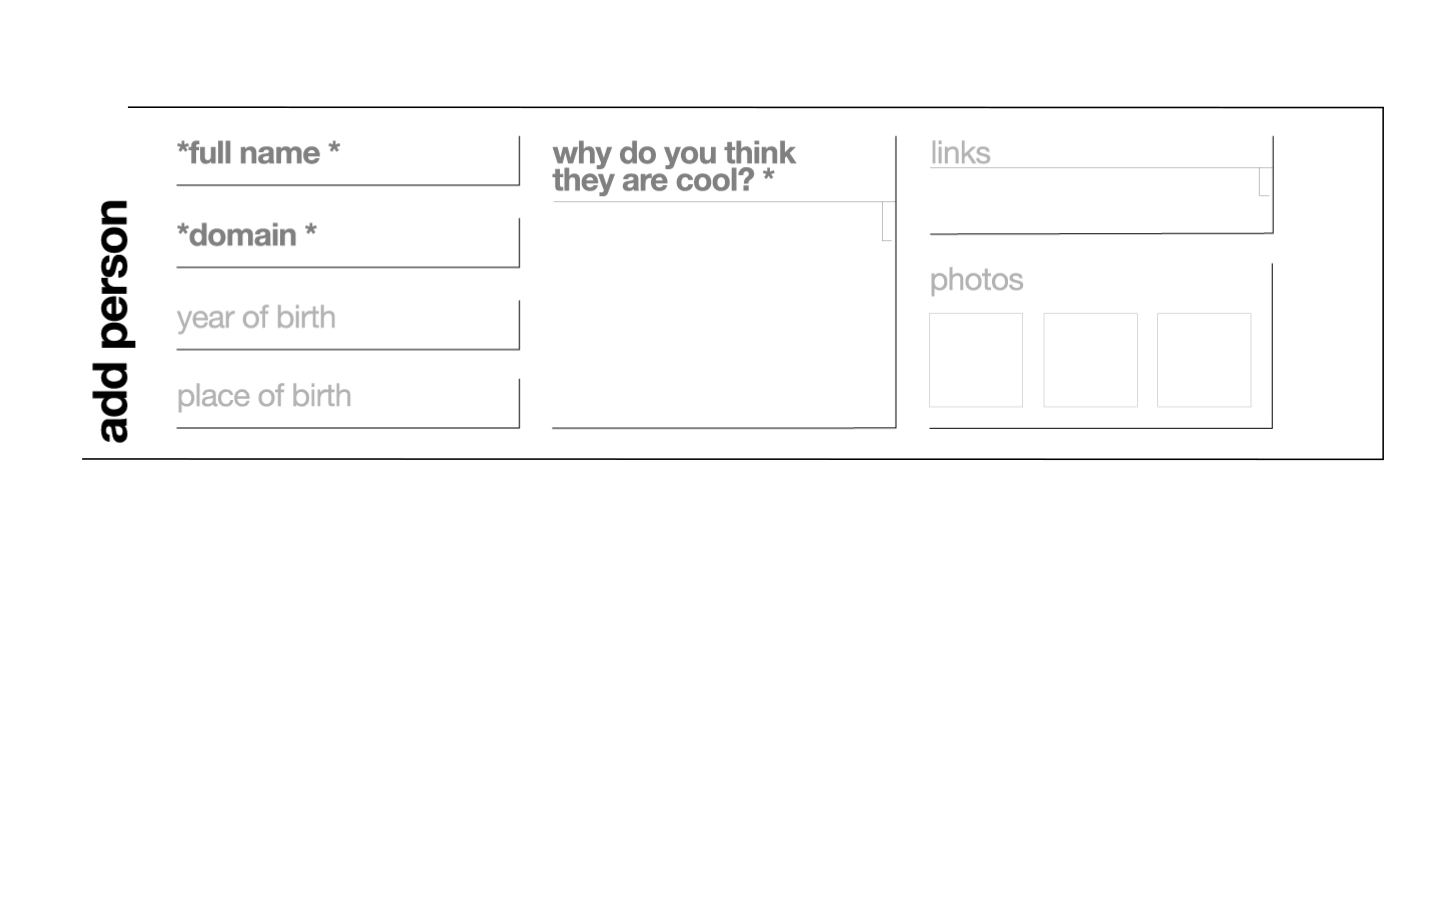 add person
*full name *
*domain *
year of birth
place of birth
why do you think
they are cool? *
links
photos